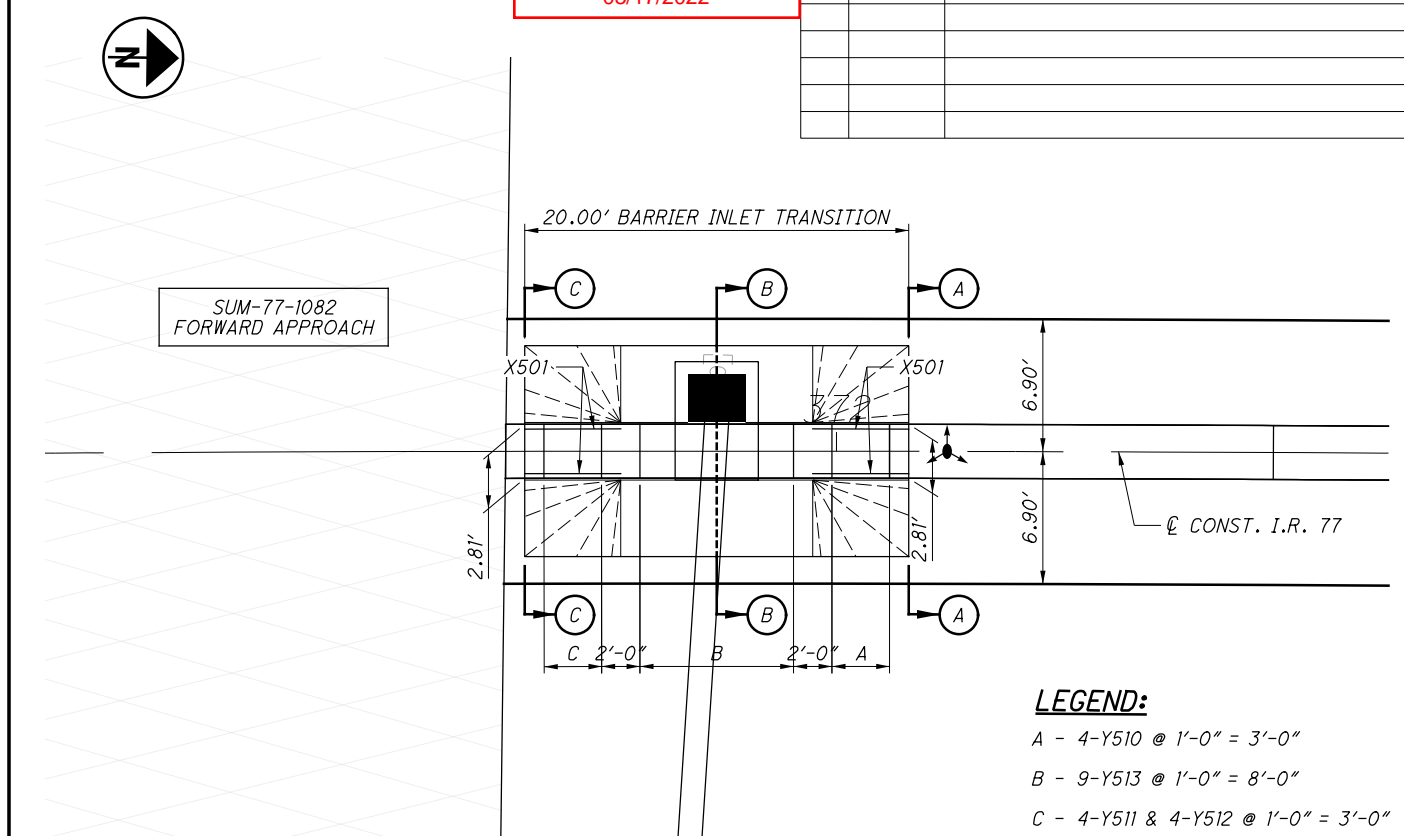 N
20.00' BARRIER INLET TRANSITION
C
B
A
SUM-77-1082
FORWARD APPROACH
X501
X501
6.90'
2.81'
2.81'
6.90'
℄ CONST. I.R. 77
C
B
A
C 2'-0" B 2'-0" A
LEGEND:
A - 4-Y510 @ 1'-0" = 3'-0"
B - 9-Y513 @ 1'-0" = 8'-0"
C - 4-Y511 & 4-Y512 @ 1'-0" = 3'-0"